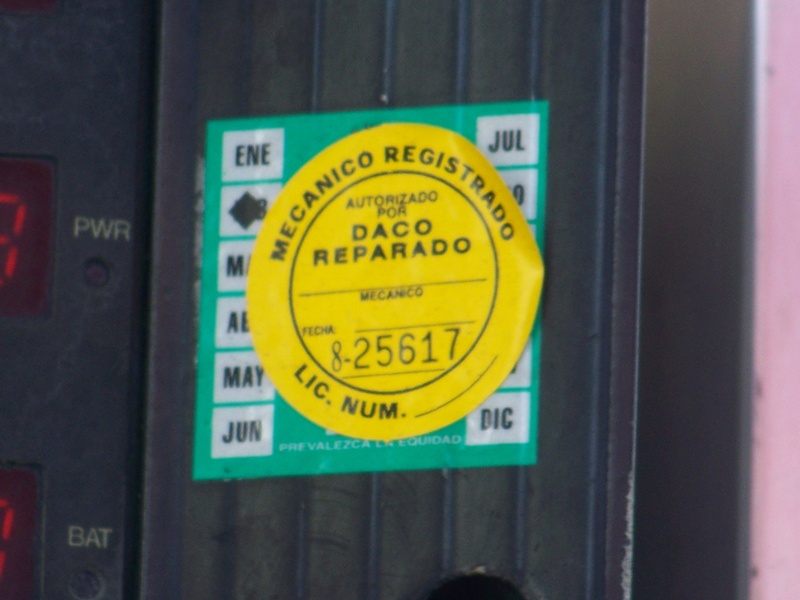 PWR
BAT
ENE
MAY
JUN
JUL
DIC
MECANICO REGISTRADO
AUTORIZADO
POR
DACO
REPARADO
MECANICO
FECHA:
8-25617
LIC. NUM.
PREVALEZCA LA EQUIDAD